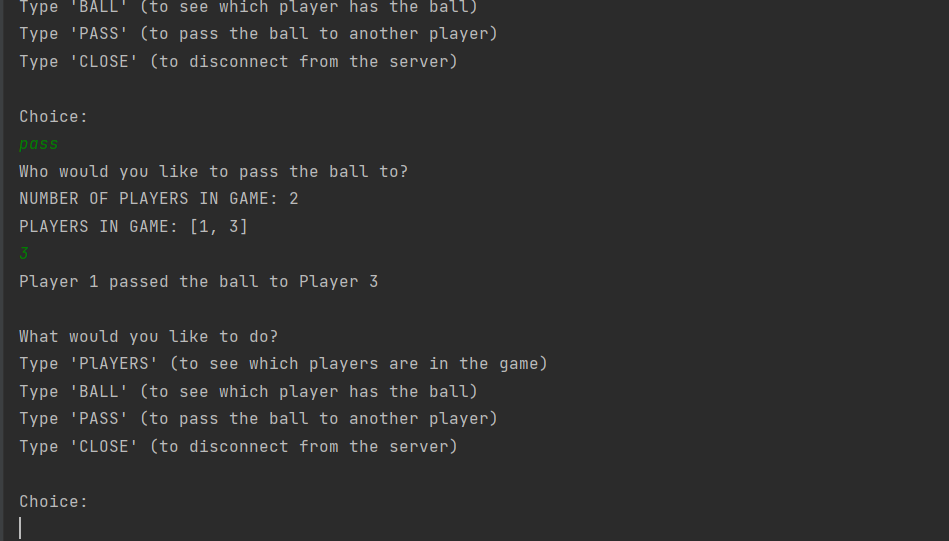 Type 'BALL' (to see which player has the ball)
Type 'PASS' (to pass the ball to another player)
Type 'CLOSE' (to disconnect from the server)
Choice:
pass
Who would you like to pass the ball to?
NUMBER OF PLAYERS IN GAME: 2
PLAYERS IN GAME: [1, 3]
3
Player 1 passed the ball to Player 3
What would you like to do?
Type 'PlAYERS' (to see which players are in the game)
Type 'BALL' (to see which player has the ball)
Type 'PASS' (to pass the ball to another player)
Type 'CLOSE' (to disconnect from the server)
Choice: